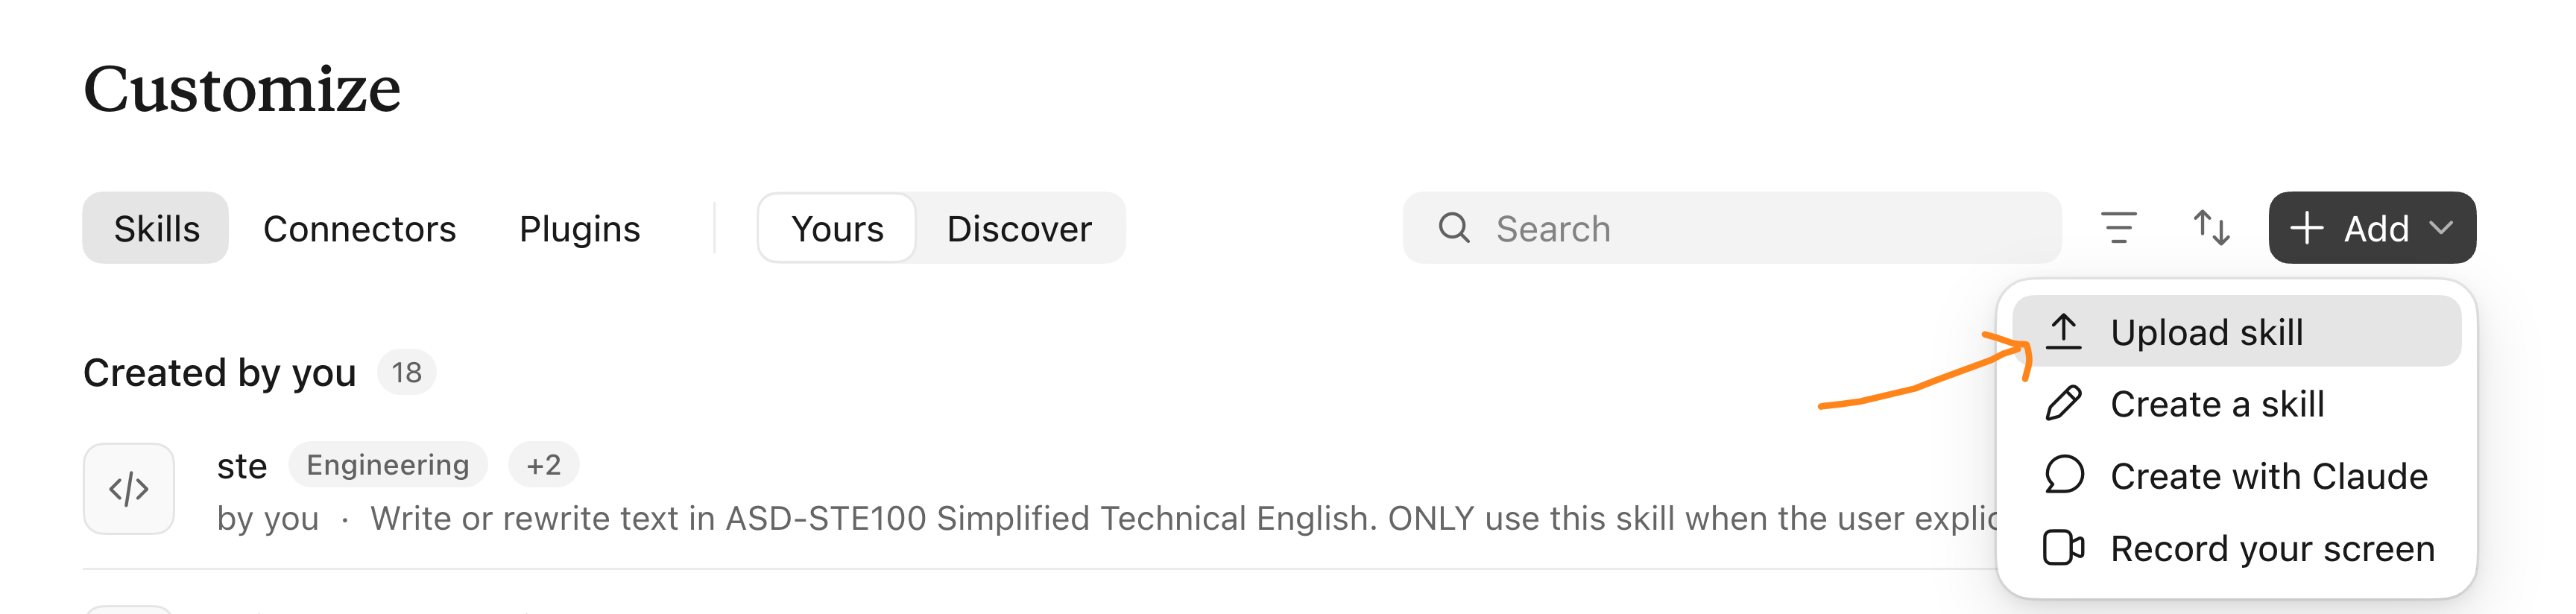 Customize
Skills Connectors Plugins Yours Discover Search Add
Upload skill
Create a skill
Create with Claude
Record your screen
Created by you 18
ste Engineering +2
by you · Write or rewrite text in ASD-STE100 Simplified Technical English. ONLY use this skill when the user